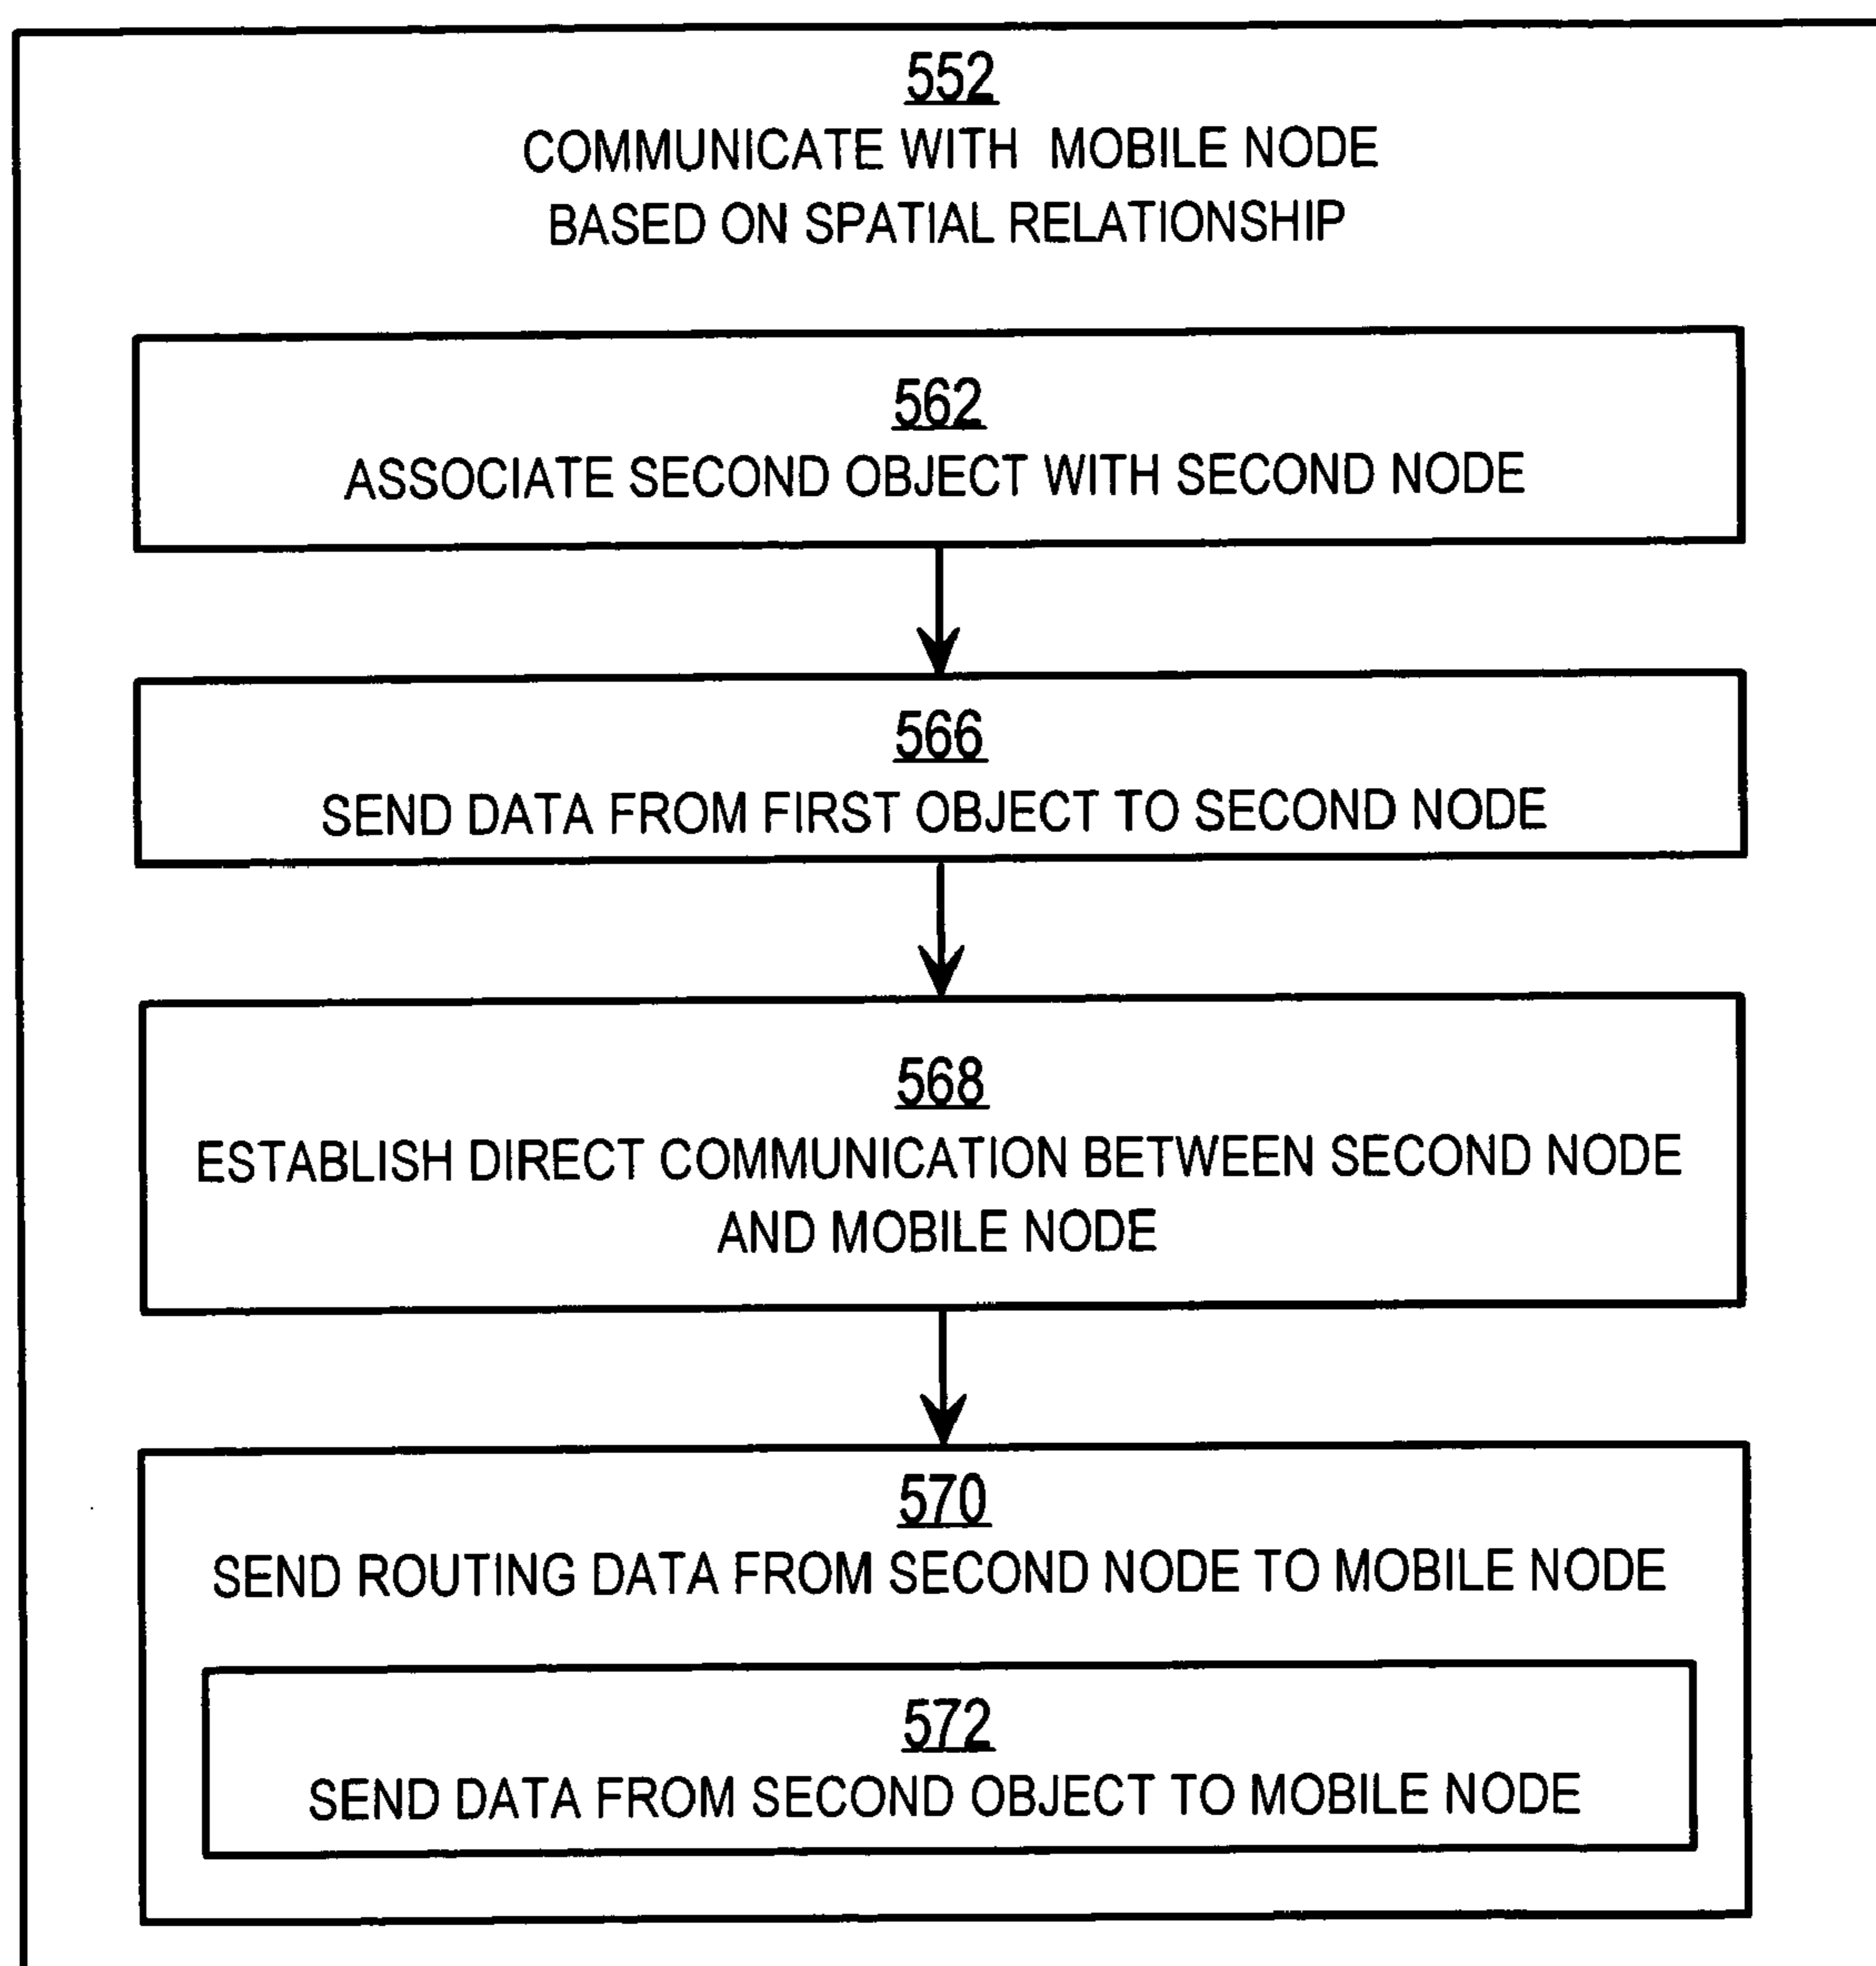 552
COMMUNICATE WITH MOBILE NODE
BASED ON SPATIAL RELATIONSHIP
562
ASSOCIATE SECOND OBJECT WITH SECOND NODE
566
SEND DATA FROM FIRST OBJECT TO SECOND NODE
568
ESTABLISH DIRECT COMMUNICATION BETWEEN SECOND NODE
AND MOBILE NODE
570
SEND ROUTING DATA FROM SECOND NODE TO MOBILE NODE
572
SEND DATA FROM SECOND OBJECT TO MOBILE NODE